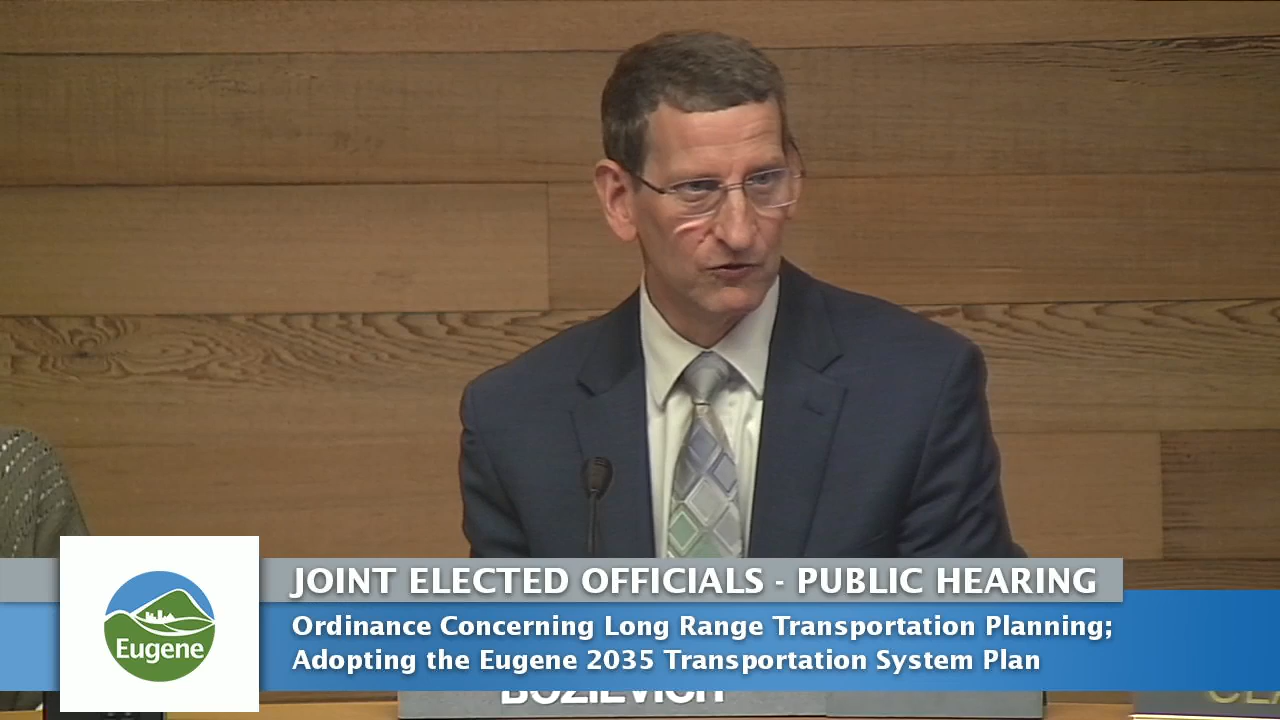 JOINT ELECTED OFFICIALS - PUBLIC HEARING
Ordinance Concerning Long Range Transportation Planning;
Adopting the Eugene 2035 Transportation System Plan
Eugene
BOZIEVICH